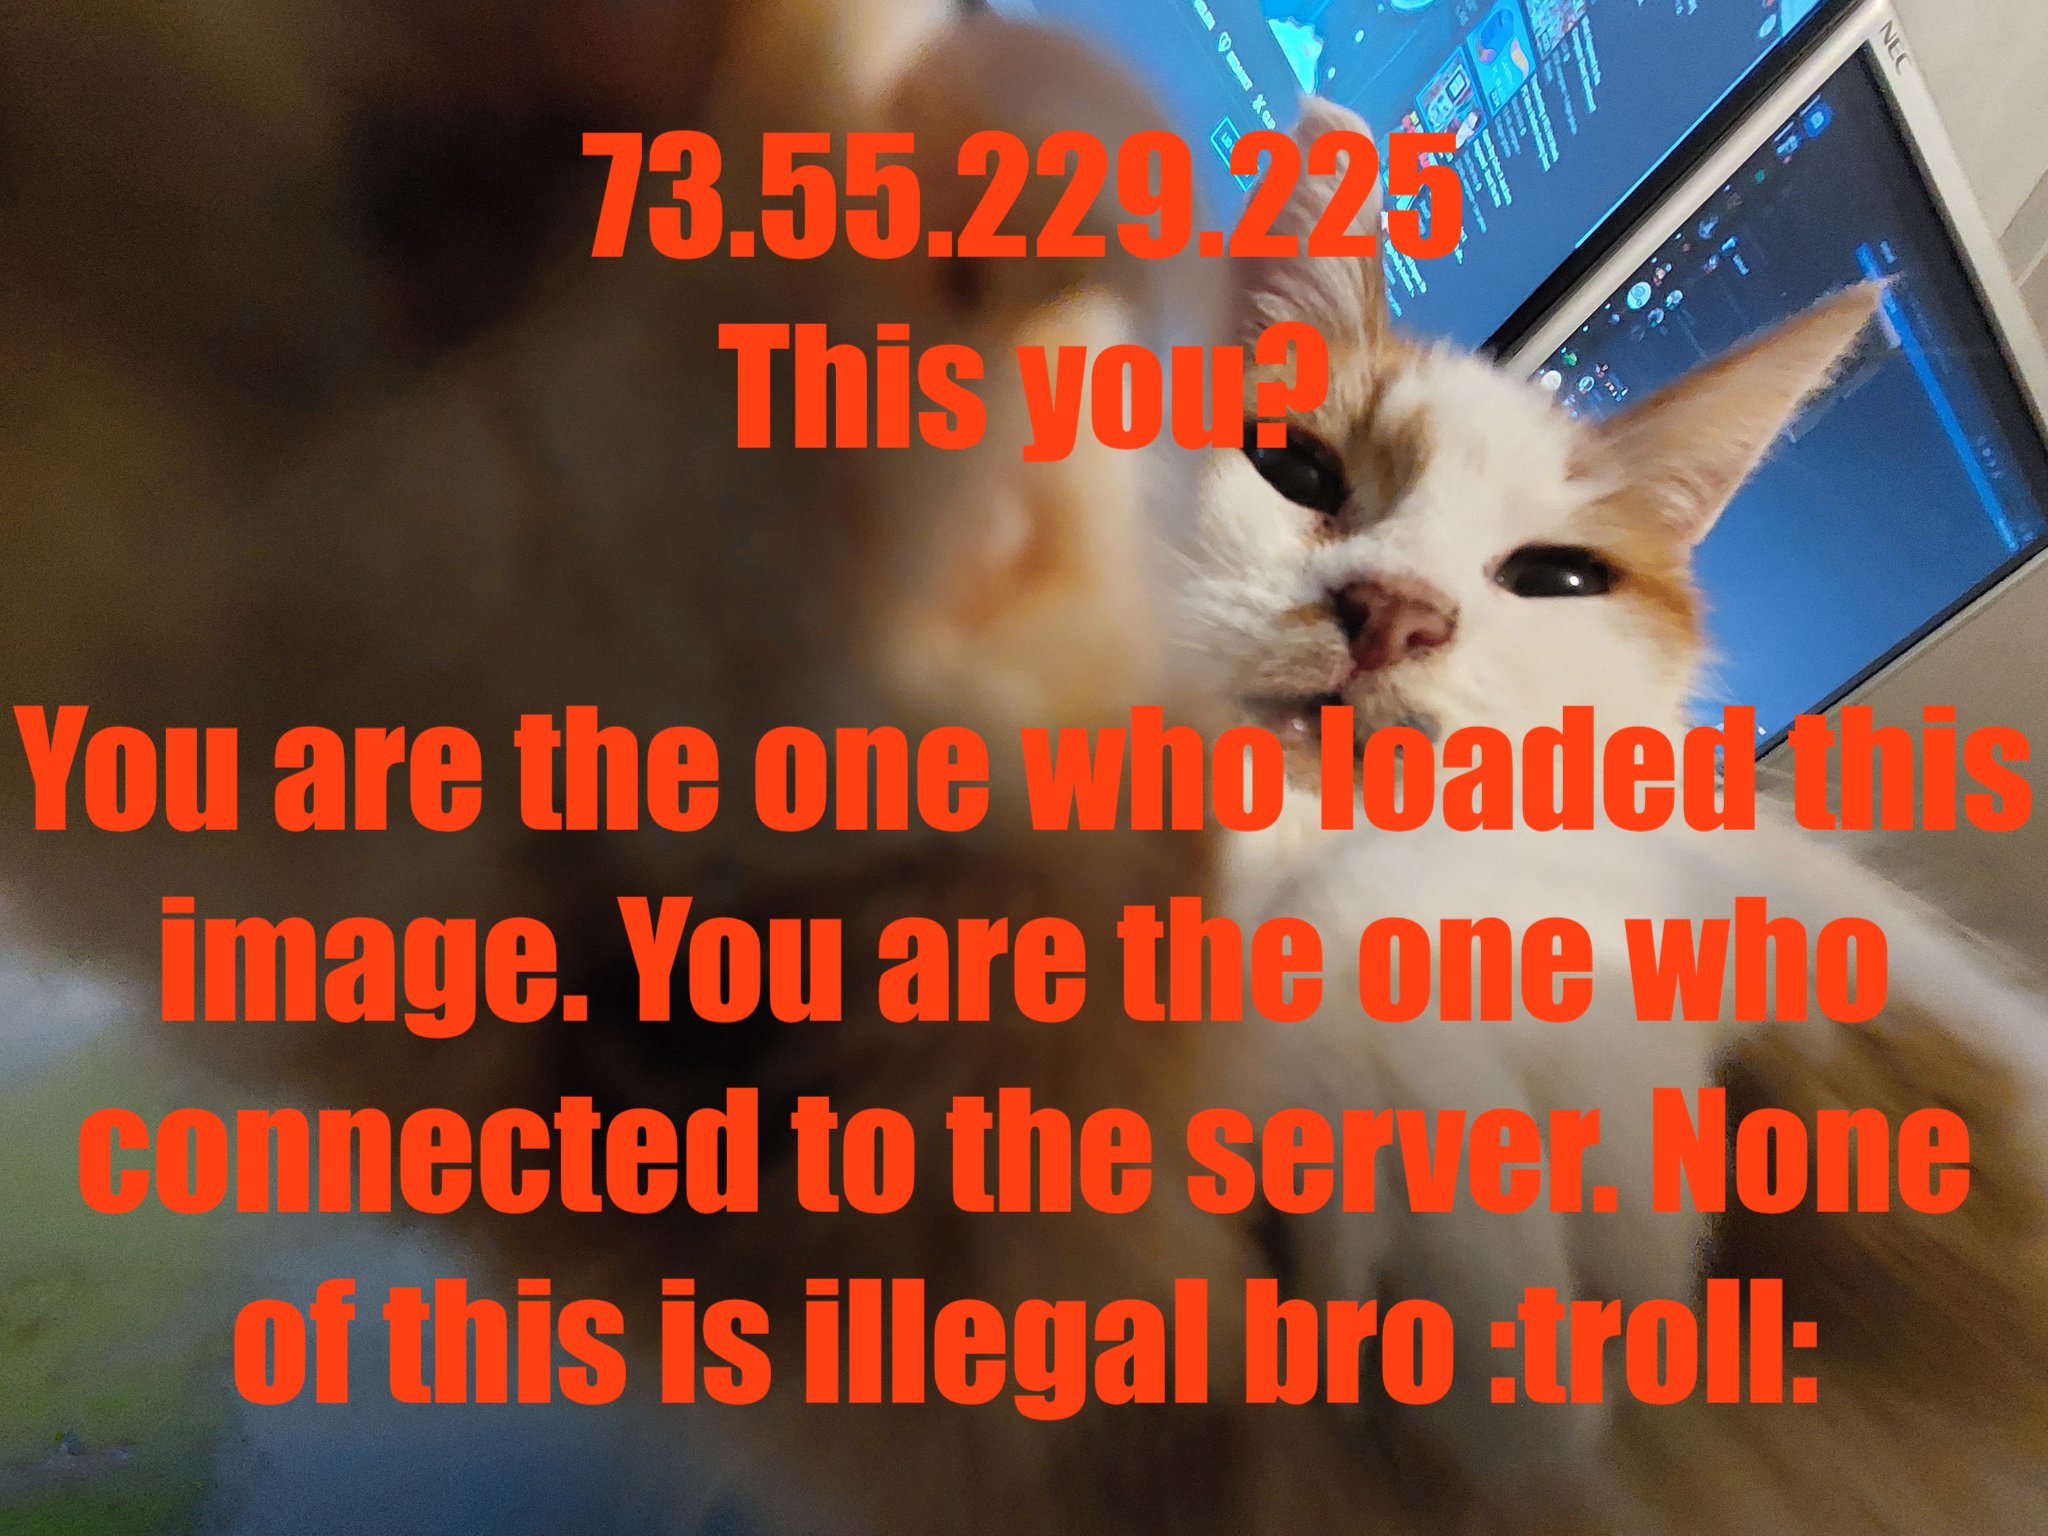 NEC
73.55.229.225
This you?
You are the one who loaded this
image. You are the one who
connected to the server. None
of this is illegal bro :troll: